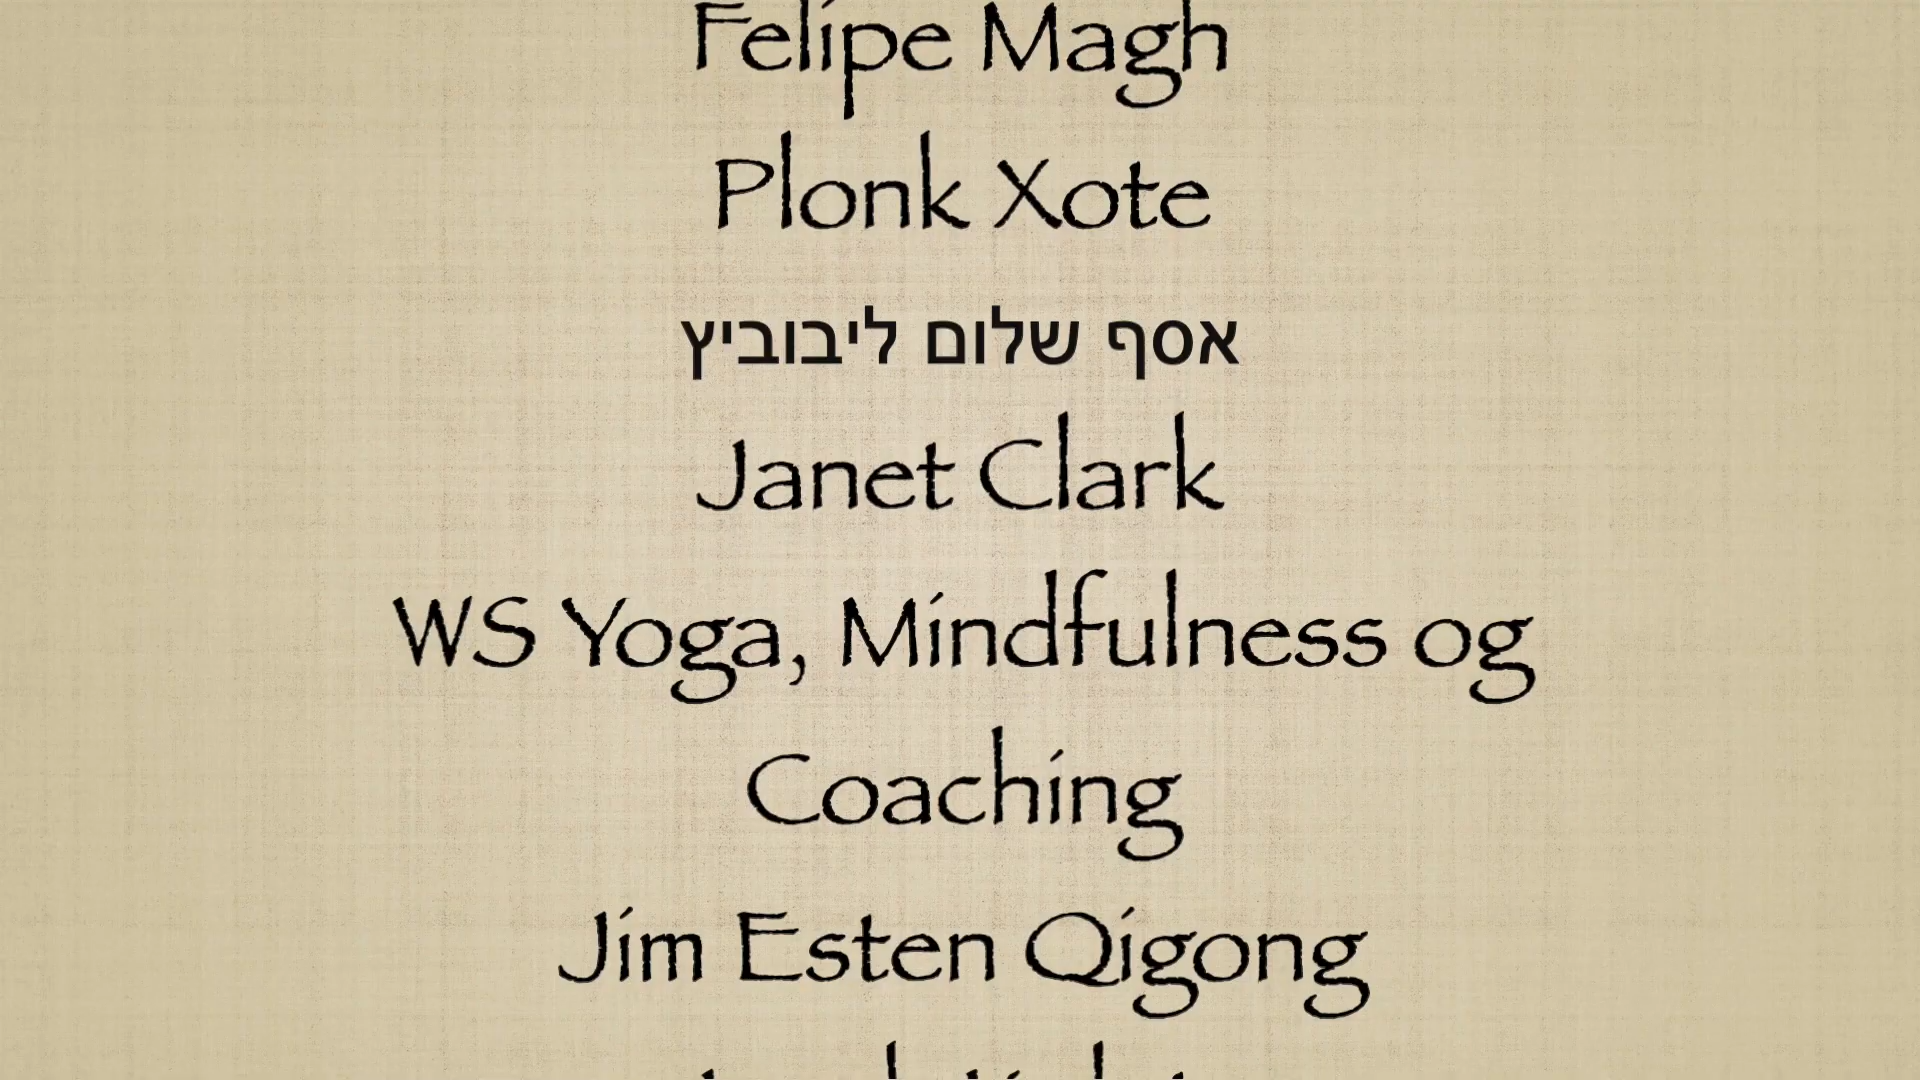 Felipe Magh
Plonk Xote
אסף שלום ליבוביץ
Janet Clark
WS Yoga, Mindfulness og
Coaching
Jim Esten Qigong